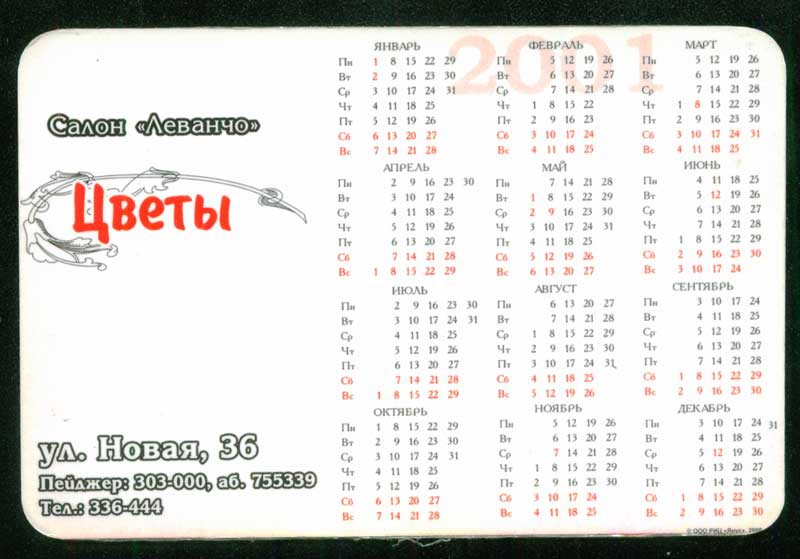 Салон «Леванчо»
Цветы
ул. Новая, 36
Пейджер: 303-000, аб. 755339
Тел.: 336-444
2001
ЯНВАРЬ
Пн 1 8 15 22 29
Вт 2 9 16 23 30
Ср 3 10 17 24 31
Чт 4 11 18 25
Пт 5 12 19 26
Сб 6 13 20 27
Вс 7 14 21 28
ФЕВРАЛЬ
Пн 5 12 19 26
Вт 6 13 20 27
Ср 7 14 21 28
Чт 1 8 15 22
Пт 2 9 16 23
Сб 3 10 17 24
Вс 4 11 18 25
МАРТ
Пн 5 12 19 26
Вт 6 13 20 27
Ср 7 14 21 28
Чт 1 8 15 22 29
Пт 2 9 16 23 30
Сб 3 10 17 24 31
Вс 4 11 18 25
АПРЕЛЬ
Пн 2 9 16 23 30
Вт 3 10 17 24
Ср 4 11 18 25
Чт 5 12 19 26
Пт 6 13 20 27
Сб 7 14 21 28
Вс 1 8 15 22 29
МАЙ
Пн 7 14 21 28
Вт 1 8 15 22 29
Ср 2 9 16 23 30
Чт 3 10 17 24 31
Пт 4 11 18 25
Сб 5 12 19 26
Вс 6 13 20 27
ИЮНЬ
Пн 4 11 18 25
Вт 5 12 19 26
Ср 6 13 20 27
Чт 7 14 21 28
Пт 1 8 15 22 29
Сб 2 9 16 23 30
Вс 3 10 17 24
ИЮЛЬ
Пн 2 9 16 23 30
Вт 3 10 17 24 31
Ср 4 11 18 25
Чт 5 12 19 26
Пт 6 13 20 27
Сб 7 14 21 28
Вс 1 8 15 22 29
АВГУСТ
Пн 6 13 20 27
Вт 7 14 21 28
Ср 1 8 15 22 29
Чт 2 9 16 23 30
Пт 3 10 17 24 31
Сб 4 11 18 25
Вс 5 12 19 26
СЕНТЯБРЬ
Пн 3 10 17 24
Вт 4 11 18 25
Ср 5 12 19 26
Чт 6 13 20 27
Пт 7 14 21 28
Сб 1 8 15 22 29
Вс 2 9 16 23 30
ОКТЯБРЬ
Пн 1 8 15 22 29
Вт 2 9 16 23 30
Ср 3 10 17 24 31
Чт 4 11 18 25
Пт 5 12 19 26
Сб 6 13 20 27
Вс 7 14 21 28
НОЯБРЬ
Пн 5 12 19 26
Вт 6 13 20 27
Ср 7 14 21 28
Чт 1 8 15 22 29
Пт 2 9 16 23 30
Сб 3 10 17 24
Вс 4 11 18 25
ДЕКАБРЬ
Пн 3 10 17 24 31
Вт 4 11 18 25
Ср 5 12 19 26
Чт 6 13 20 27
Пт 7 14 21 28
Сб 1 8 15 22 29
Вс 2 9 16 23 30
© ООО РИЦ